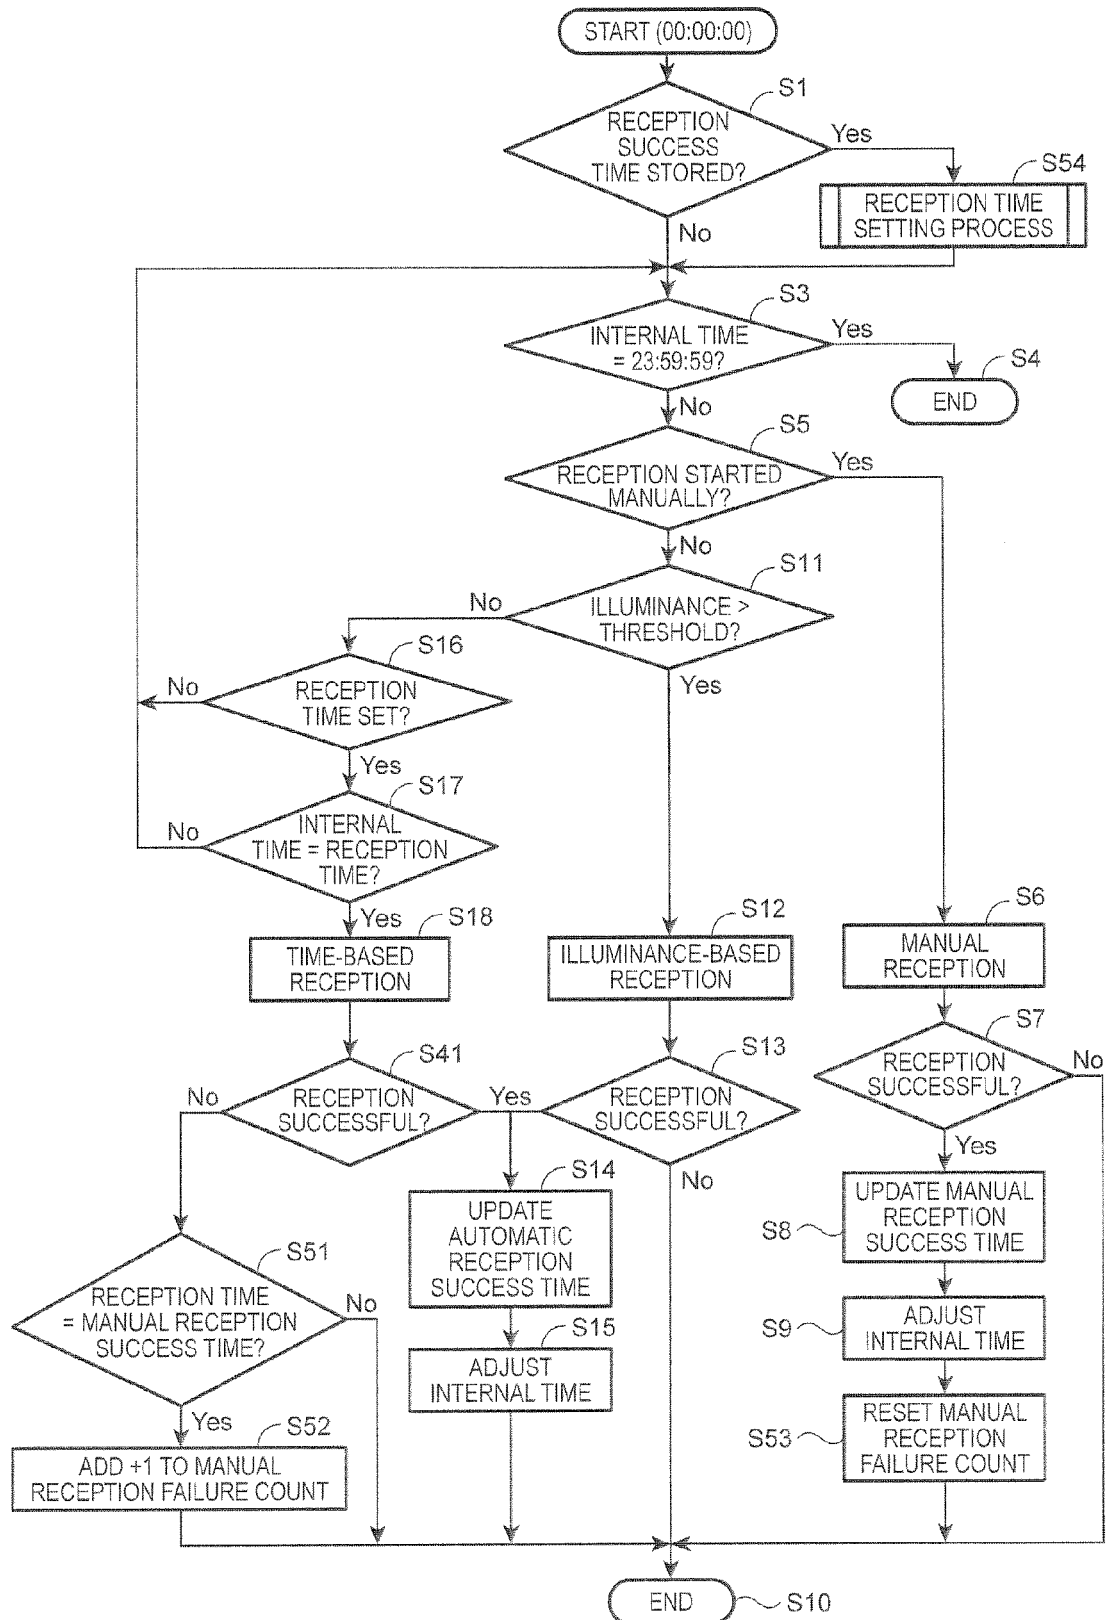 START (00:00:00)
S1
RECEPTION
SUCCESS
TIME STORED?
Yes
S54
RECEPTION TIME
SETTING PROCESS
No
S3
INTERNAL TIME
= 23:59:59?
Yes
S4
END
No
S5
RECEPTION STARTED
MANUALLY?
Yes
No
S11
ILLUMINANCE >
THRESHOLD?
No
Yes
S16
RECEPTION
TIME SET?
No
Yes
S17
INTERNAL
TIME = RECEPTION
TIME?
No
Yes
S18
TIME-BASED
RECEPTION
S12
ILLUMINANCE-BASED
RECEPTION
S6
MANUAL
RECEPTION
S41
RECEPTION
SUCCESSFUL?
No
Yes
S13
RECEPTION
SUCCESSFUL?
No
S7
RECEPTION
SUCCESSFUL?
No
Yes
S14
UPDATE
AUTOMATIC
RECEPTION
SUCCESS TIME
S8
UPDATE MANUAL
RECEPTION
SUCCESS TIME
S51
RECEPTION TIME
= MANUAL RECEPTION
SUCCESS TIME?
No
Yes
S15
ADJUST
INTERNAL TIME
S9
ADJUST
INTERNAL TIME
S52
ADD +1 TO MANUAL
RECEPTION FAILURE COUNT
S53
RESET MANUAL
RECEPTION
FAILURE COUNT
END
S10